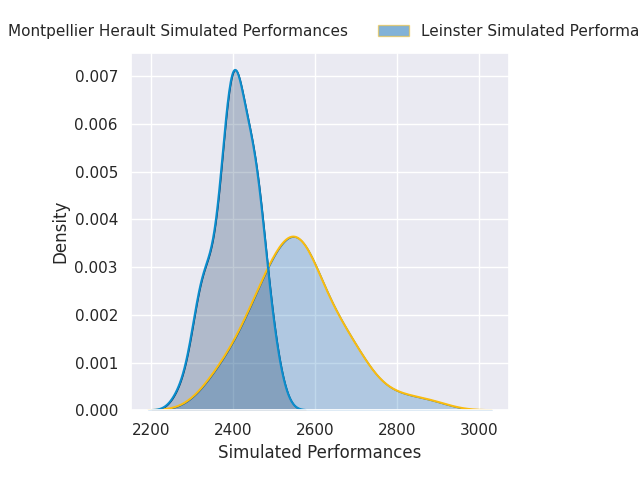 Montpellier Herault Simulated Performances Leinster Simulated Performa
0.007
0.006
0.005
0.004
0.003
0.002
0.001
0.000
Density
2200 2400 2600 2800 3000
Simulated Performances